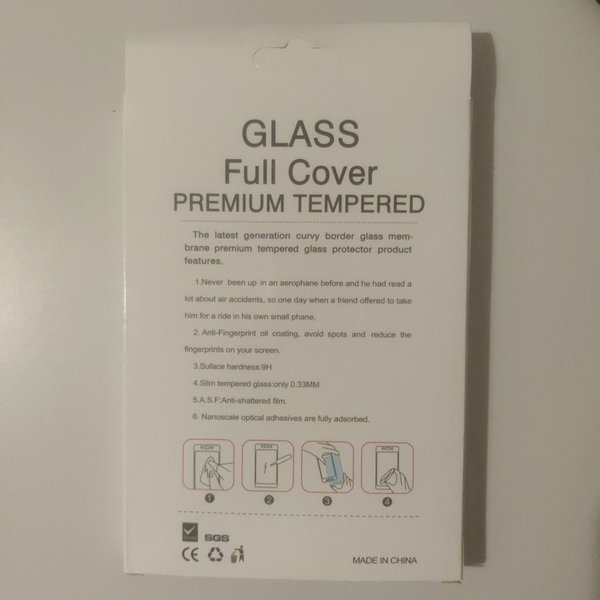 GLASS
Full Cover
PREMIUM TEMPERED
The latest generation curvy border glass mem-
brane premium tempered glass protector product
features.
1.Never been up in an aerophane before and he had read a
lot about air accidents, so one day when a friend offered to take
him for a ride in his own small phane,
2. Anti-Fingerprint oil coating, avoid spots and reduce the
fingerprints on your screen.
3.Suface hardness:9H
4.Slim tempered glass:only 0.33MM
5.A.S.F:Anti-shattered film.
6. Nanoscale optical adhesives are fully adsorbed.
1 2 3 4
SGS
CE
MADE IN CHINA